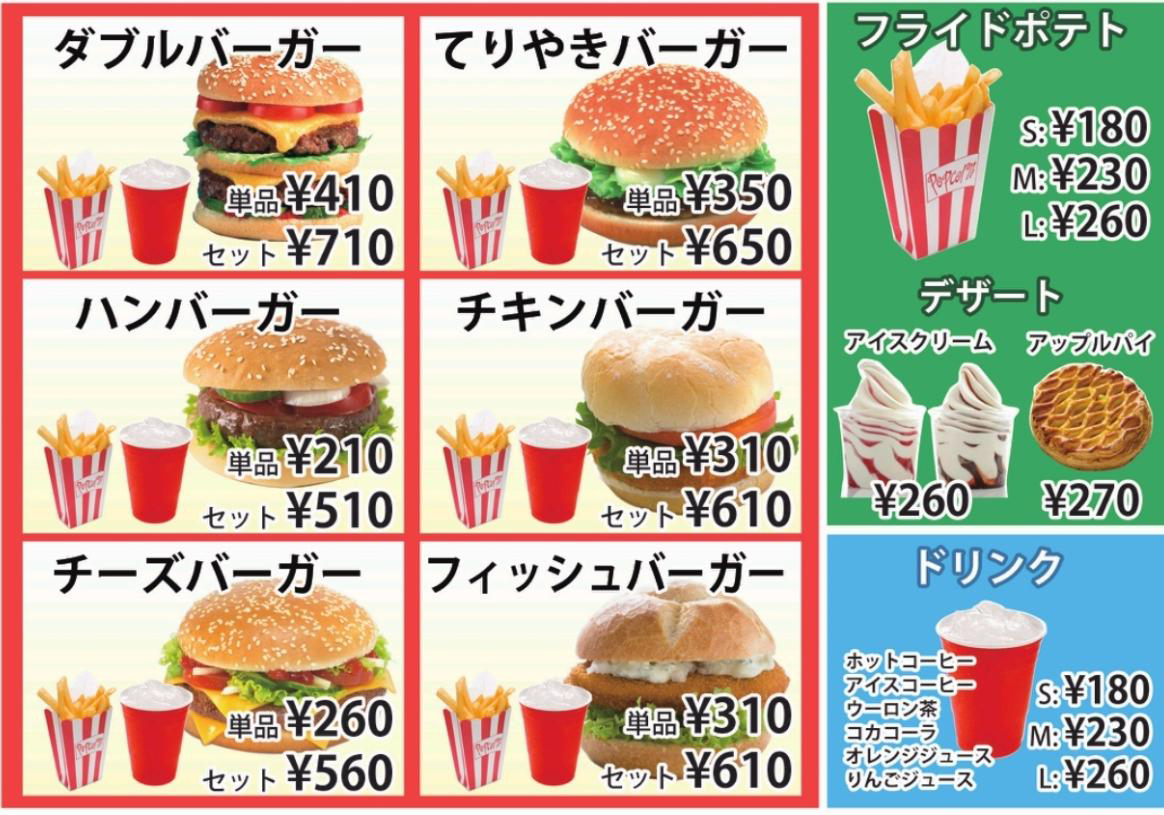 ダブルバーガー
単品 ¥410
セット ¥710
てりやきバーガー
単品 ¥350
セット ¥650
ハンバーガー
単品 ¥210
セット ¥510
チキンバーガー
単品 ¥310
セット ¥610
チーズバーガー
単品 ¥260
セット ¥560
フィッシュバーガー
単品 ¥310
セット ¥610
フライドポテト
Popcorn
S: ¥180
M: ¥230
L: ¥260
デザート
アイスクリーム
¥260
アップルパイ
¥270
ドリンク
ホットコーヒー
アイスコーヒー
ウーロン茶
コカコーラ
オレンジジュース
りんごジュース
S: ¥180
M: ¥230
L: ¥260